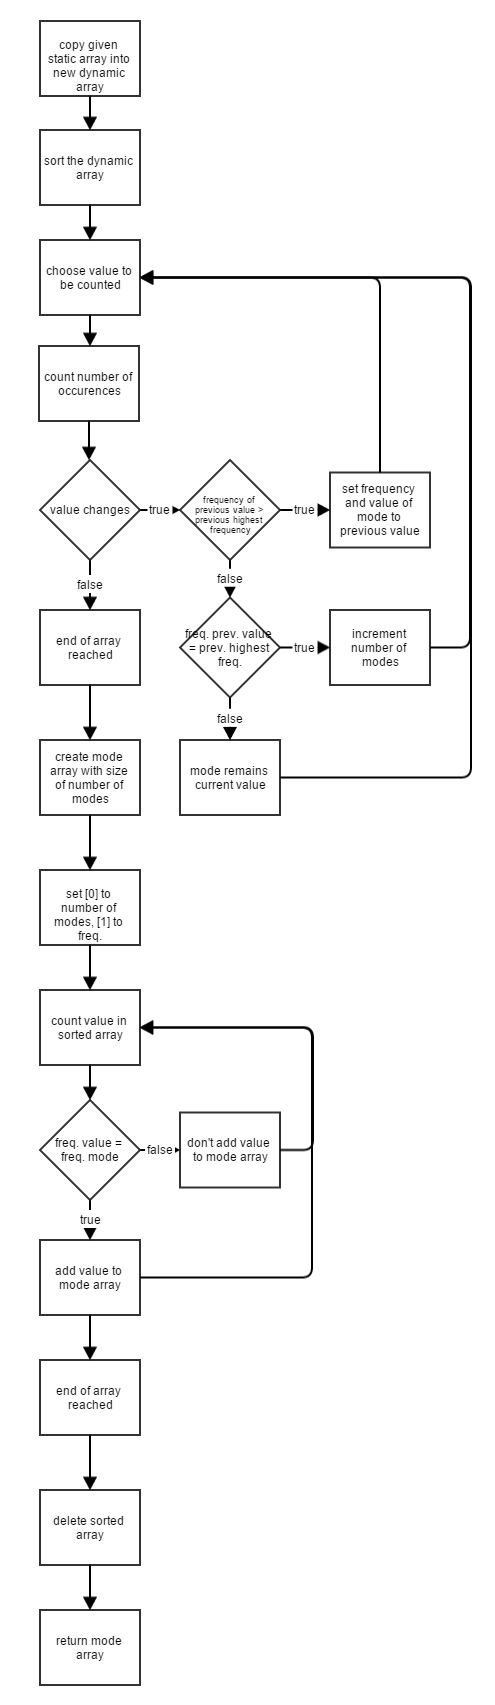 copy given
static array into
new dynamic
array
sort the dynamic
array
choose value to
be counted
count number of
occurences
value changes
true
frequency of
previous value >
previous highest
frequency
true
set frequency
and value of
mode to
previous value
false
false
end of array
reached
freq. prev. value
= prev. highest
freq.
true
increment
number of
modes
false
create mode
array with size
of number of
modes
mode remains
current value
set [0] to
number of
modes, [1] to
freq.
count value in
sorted array
freq. value =
freq. mode
false
don't add value
to mode array
true
add value to
mode array
end of array
reached
delete sorted
array
return mode
array